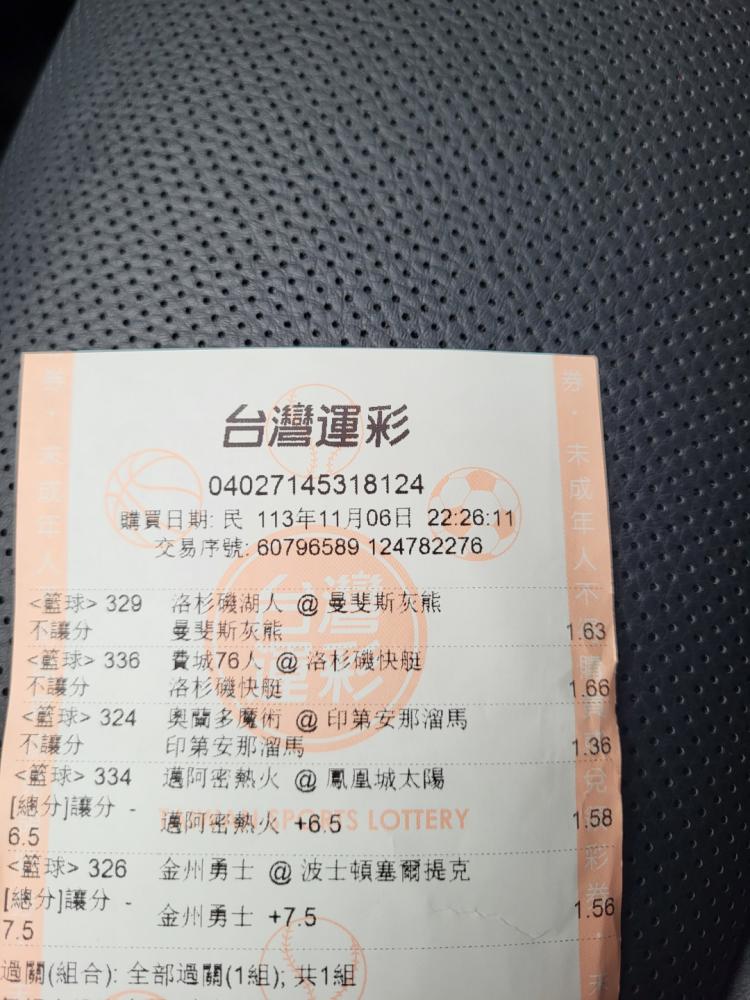 台灣運彩
04027145318124
購買日期: 民 113年11月06日 22:26:11
交易序號: 60796589 124782276
<籃球> 329 洛杉磯湖人 @ 曼斐斯灰熊
不讓分 曼斐斯灰熊 1.63
<籃球> 336 費城76人 @ 洛杉磯快艇
不讓分 洛杉磯快艇 1.66
<籃球> 324 奧蘭多魔術 @ 印第安那溜馬
不讓分 印第安那溜馬 1.36
<籃球> 334 邁阿密熱火 @ 鳳凰城太陽
[總分]讓分 - 6.5 邁阿密熱火 +6.5 1.58
<籃球> 326 金州勇士 @ 波士頓塞爾提克
[總分]讓分 - 7.5 金州勇士 +7.5 1.56
過關(組合): 全部過關(1組), 共1組
台灣運彩
SPORTS LOTTERY
券·未成年人
券·未成年人不